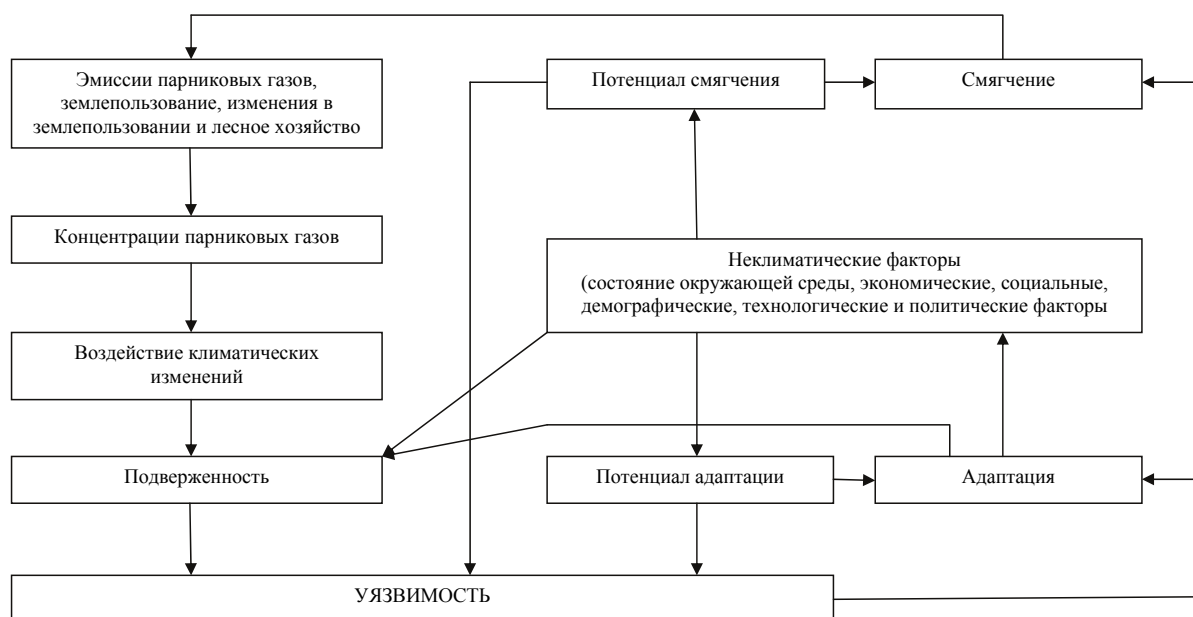 Эмиссии парниковых газов,
землепользование, изменения в
землепользовании и лесное хозяйство
Потенциал смягчения
Смягчение
Концентрации парниковых газов
Неклиматические факторы
(состояние окружающей среды, экономические, социальные,
демографические, технологические и политические факторы
Воздействие климатических
изменений
Подверженность
Потенциал адаптации
Адаптация
УЯЗВИМОСТЬ